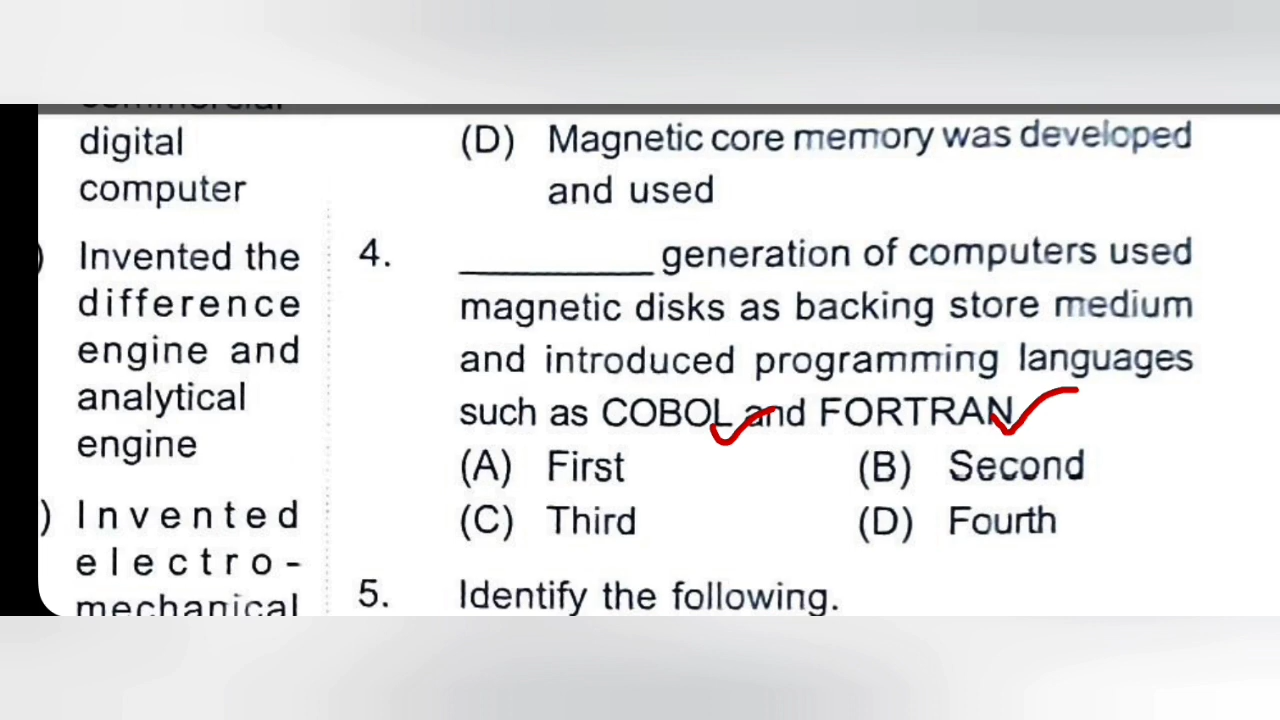 digital
computer
Invented the
difference
engine and
analytical
engine
) Invented
electro-
mechanical
(D) Magnetic core memory was developed
and used
4. __________ generation of computers used
magnetic disks as backing store medium
and introduced programming languages
such as COBOL and FORTRAN
(A) First (B) Second
(C) Third (D) Fourth
5. Identify the following.